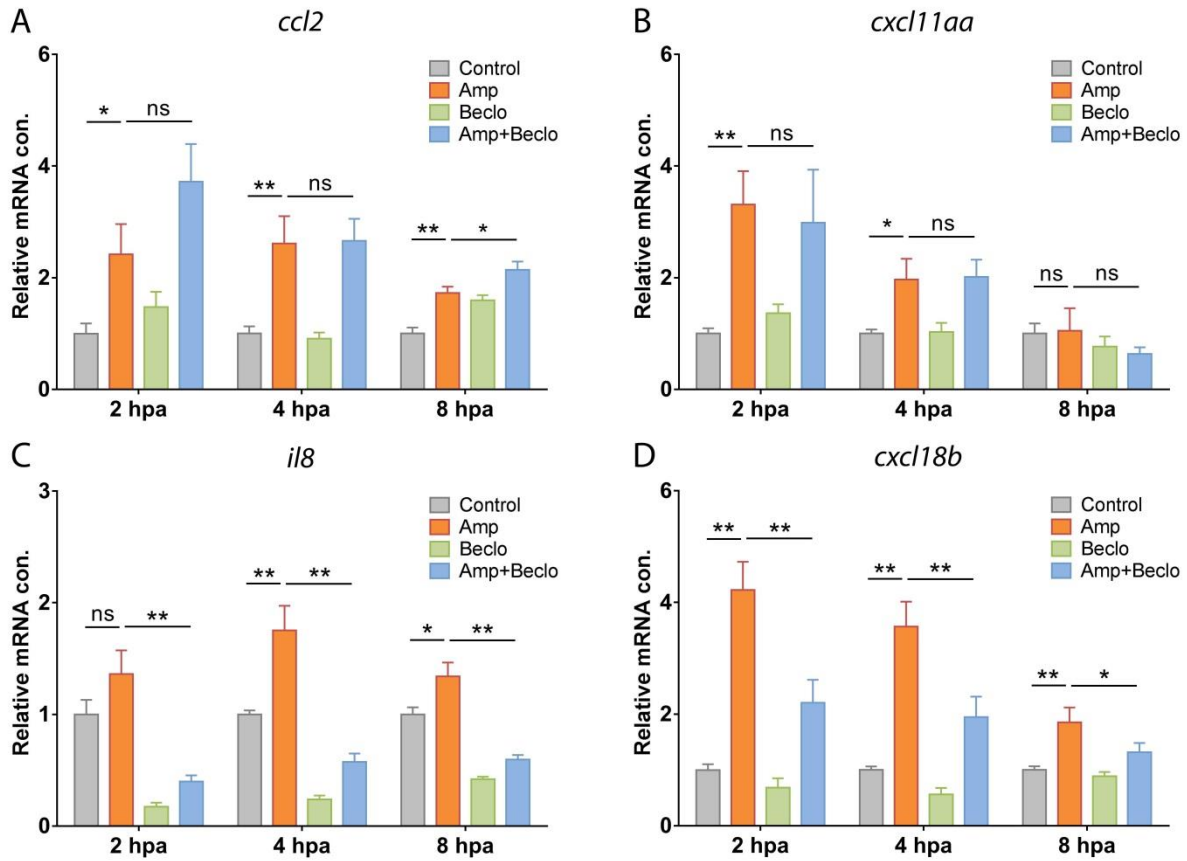 A
ccl2
Relative mRNA con.
6
4
2
0
Control
Amp
Beclo
Amp+Beclo
* ns
** ns
** *
2 hpa 4 hpa 8 hpa
B
cxcl11aa
Relative mRNA con.
6
4
2
0
Control
Amp
Beclo
Amp+Beclo
** ns
* ns
ns ns
2 hpa 4 hpa 8 hpa
C
il8
Relative mRNA con.
3
2
1
0
Control
Amp
Beclo
Amp+Beclo
ns **
** **
* **
2 hpa 4 hpa 8 hpa
D
cxcl18b
Relative mRNA con.
6
4
2
0
Control
Amp
Beclo
Amp+Beclo
** **
** **
** *
2 hpa 4 hpa 8 hpa